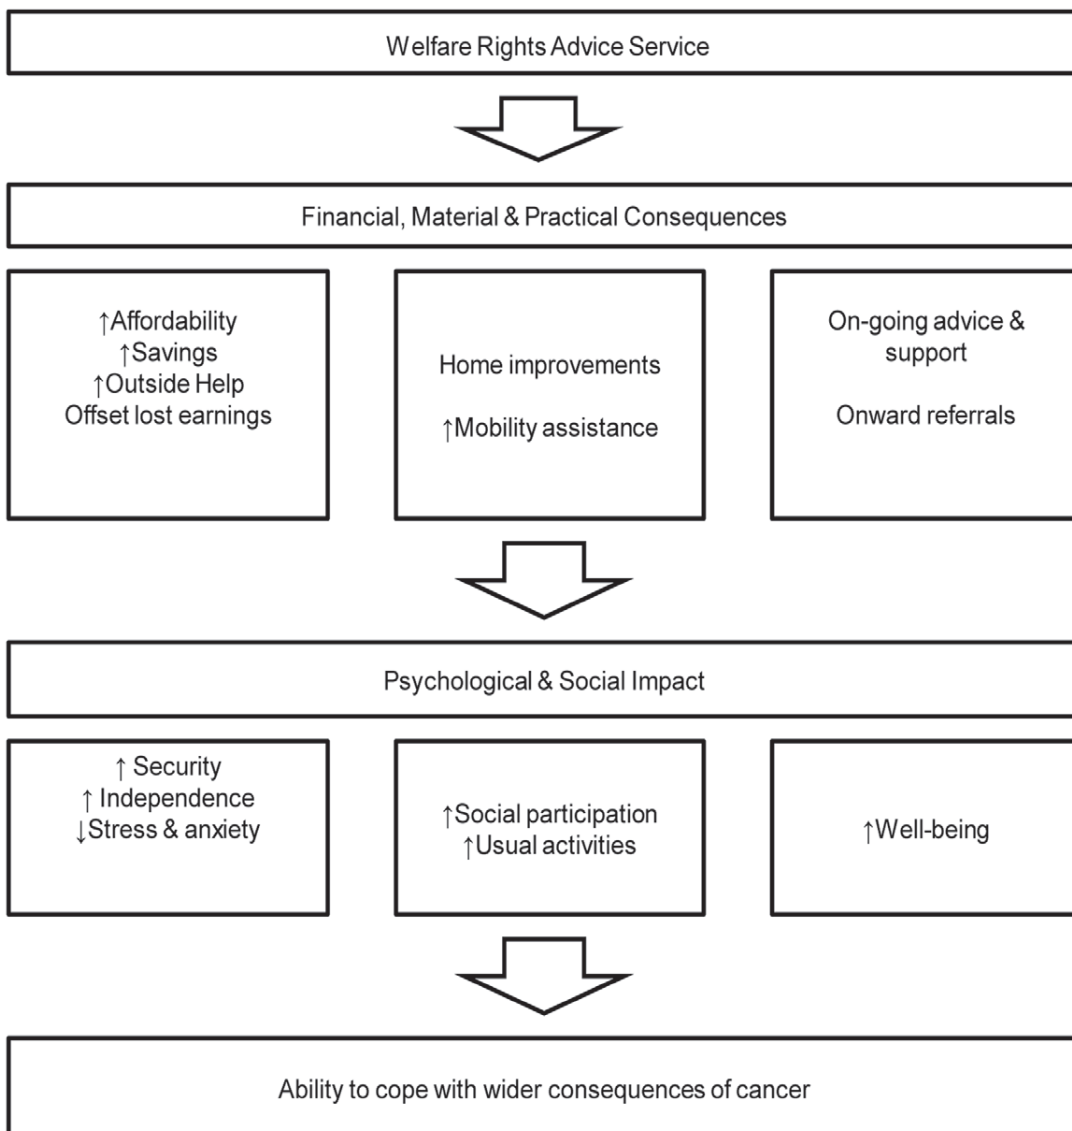 Welfare Rights Advice Service
Financial, Material & Practical Consequences
↑Affordability
↑Savings
↑Outside Help
Offset lost earnings
Home improvements
↑Mobility assistance
On-going advice &
support
Onward referrals
Psychological & Social Impact
↑ Security
↑ Independence
↓Stress & anxiety
↑Social participation
↑Usual activities
↑Well-being
Ability to cope with wider consequences of cancer